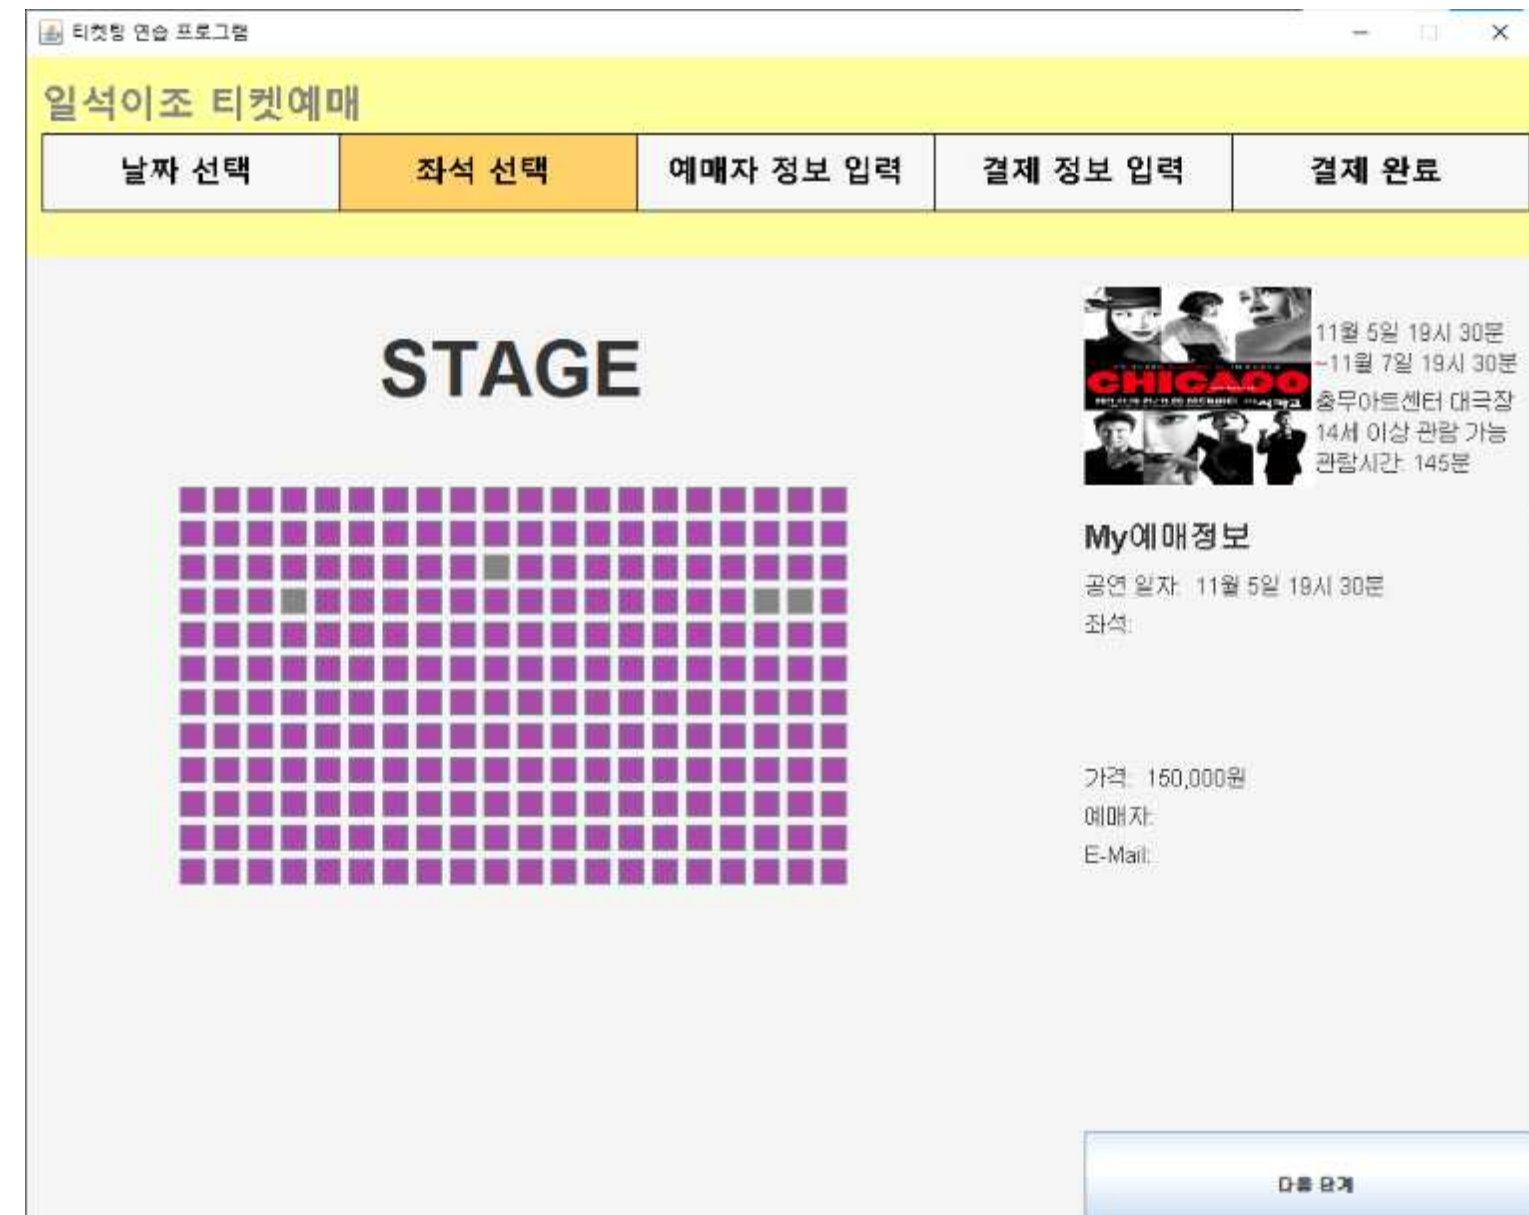 티켓팅 연습 프로그램
일석이조 티켓예매
날짜 선택
좌석 선택
예매자 정보 입력
결제 정보 입력
결제 완료
STAGE
CHICAGO
11월 5일 19시 30분
~11월 7일 19시 30분
충무아트센터 대극장
14세 이상 관람 가능
관람시간: 145분
My예매정보
공연 일자: 11월 5일 19시 30분
좌석:
가격: 150,000원
예매자:
E-Mail:
다음 단계